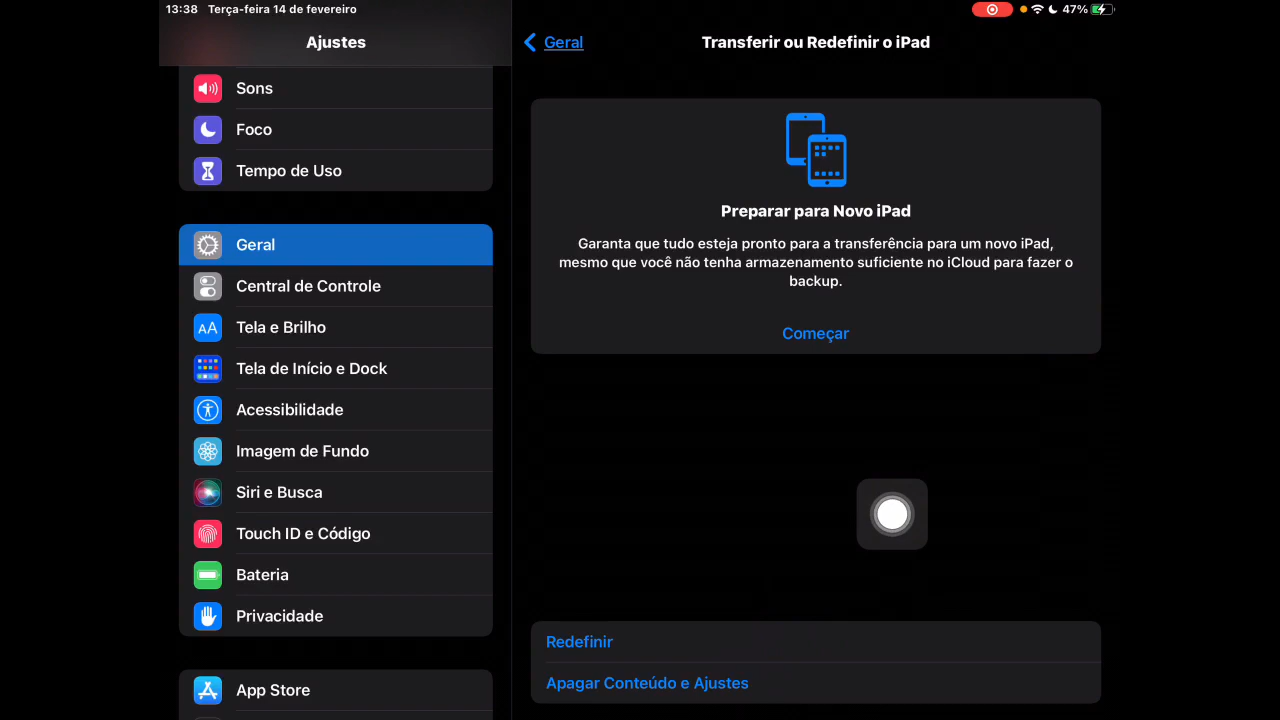 13:38 Terça-feira 14 de fevereiro
47%
Ajustes
Sons
Foco
Tempo de Uso
Geral
Central de Controle
AA
Tela e Brilho
Tela de Início e Dock
Acessibilidade
Imagem de Fundo
Siri e Busca
Touch ID e Código
Bateria
Privacidade
App Store
Geral
Transferir ou Redefinir o iPad
Preparar para Novo iPad
Garanta que tudo esteja pronto para a transferência para um novo iPad,
mesmo que você não tenha armazenamento suficiente no iCloud para fazer o
backup.
Começar
Redefinir
Apagar Conteúdo e Ajustes